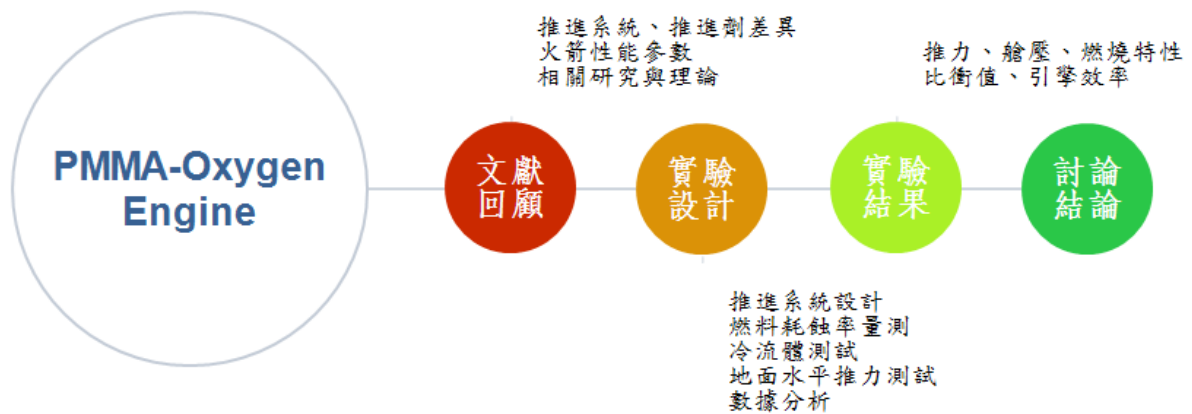 PMMA-Oxygen
Engine
推進系統、推進劑差異
火箭性能參數
相關研究與理論
文獻
回顧
實驗
設計
推進系統設計
燃料耗蝕率量測
冷流體測試
地面水平推力測試
數據分析
實驗
結果
推力、艙壓、燃燒特性
比衝值、引擎效率
討論
結論